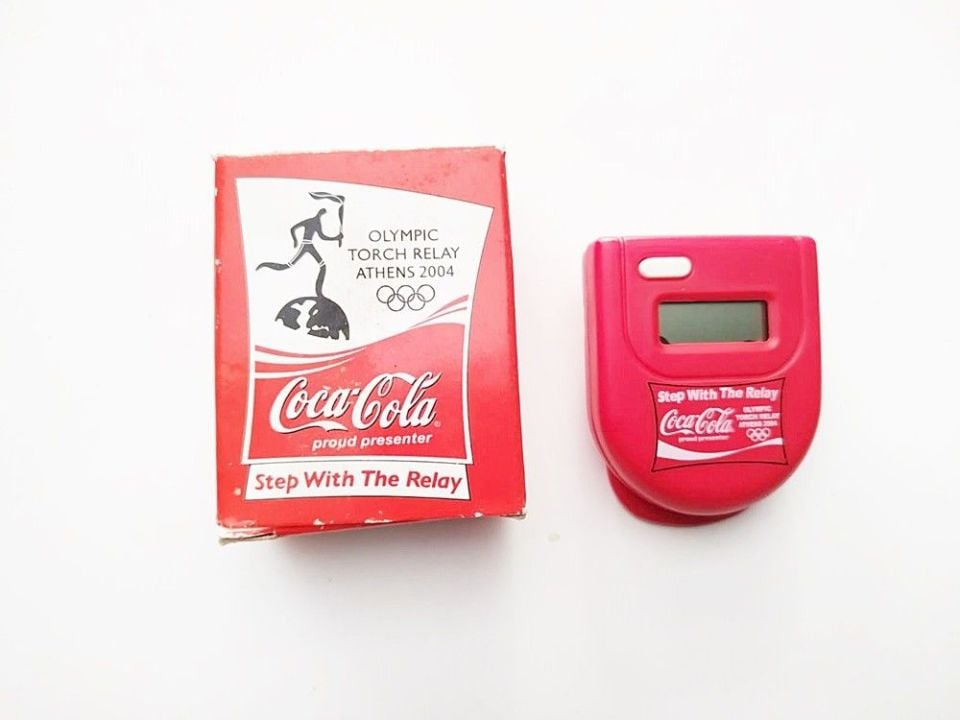 OLYMPIC
TORCH RELAY
ATHENS 2004
Coca-Cola
proud presenter
Step With The Relay
Step With The Relay
Coca-Cola
proud presenter
OLYMPIC
TORCH RELAY
ATHENS 2004